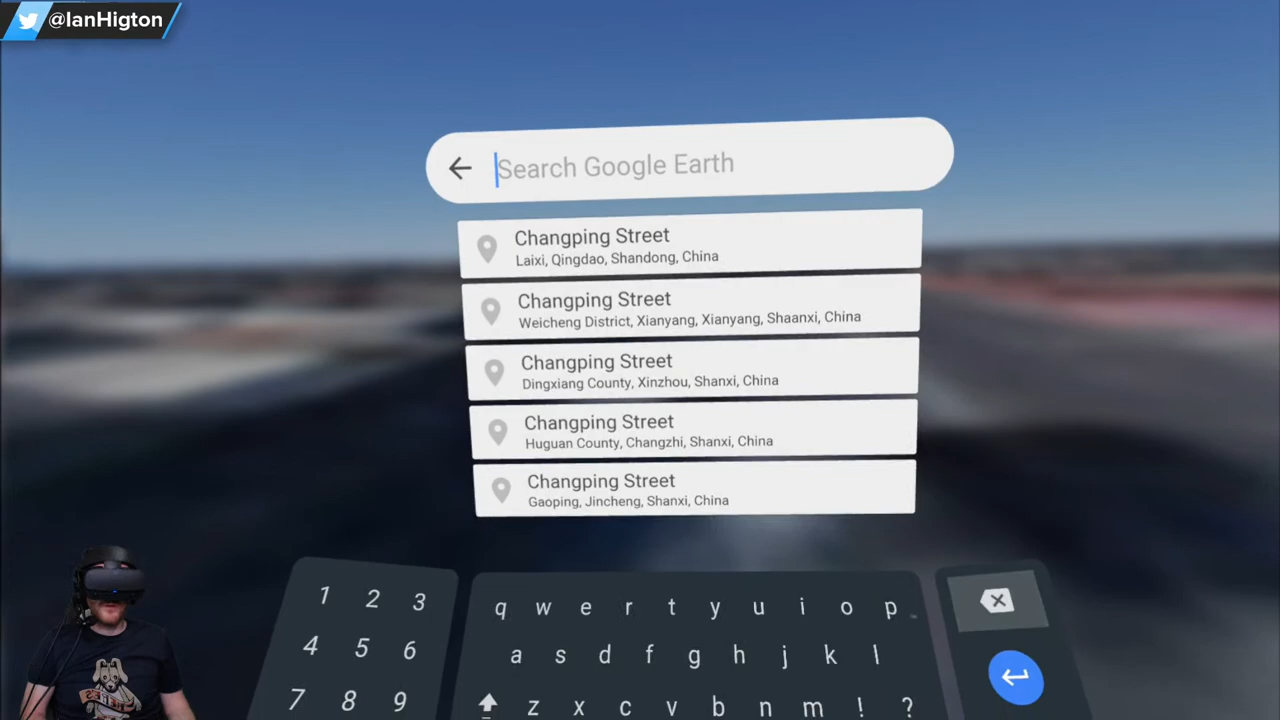 @IanHigton
Search Google Earth
Changping Street
Laixi, Qingdao, Shandong, China
Changping Street
Weicheng District, Xianyang, Xianyang, Shaanxi, China
Changping Street
Dingxiang County, Xinzhou, Shanxi, China
Changping Street
Huguan County, Changzhi, Shanxi, China
Changping Street
Gaoping, Jincheng, Shanxi, China
1 2 3 q w e r t y u i o p
4 5 6 a s d f g h j k l
7 8 9 z x c v b n m ! ?